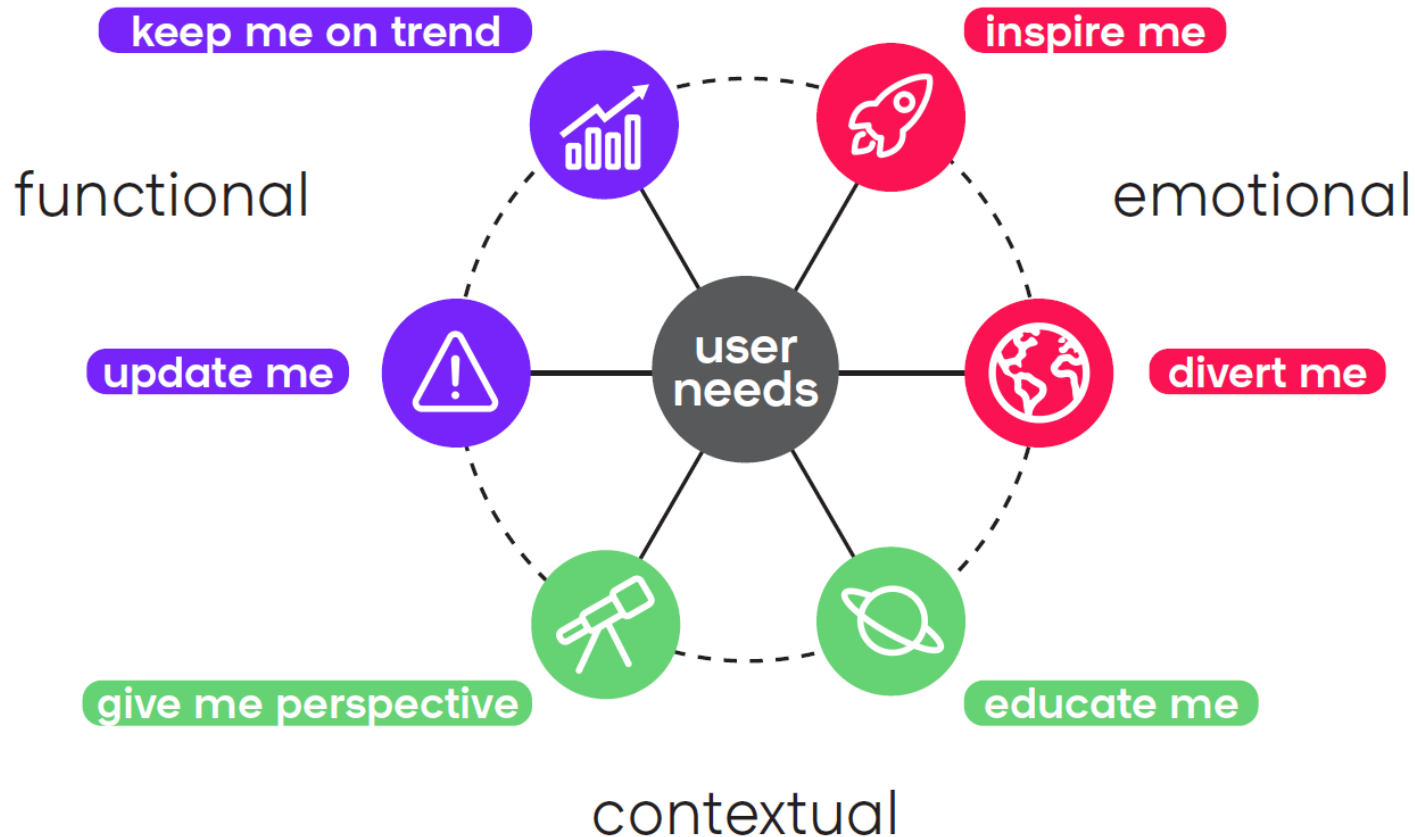 keep me on trend
inspire me
functional
emotional
update me
user
needs
divert me
give me perspective
educate me
contextual